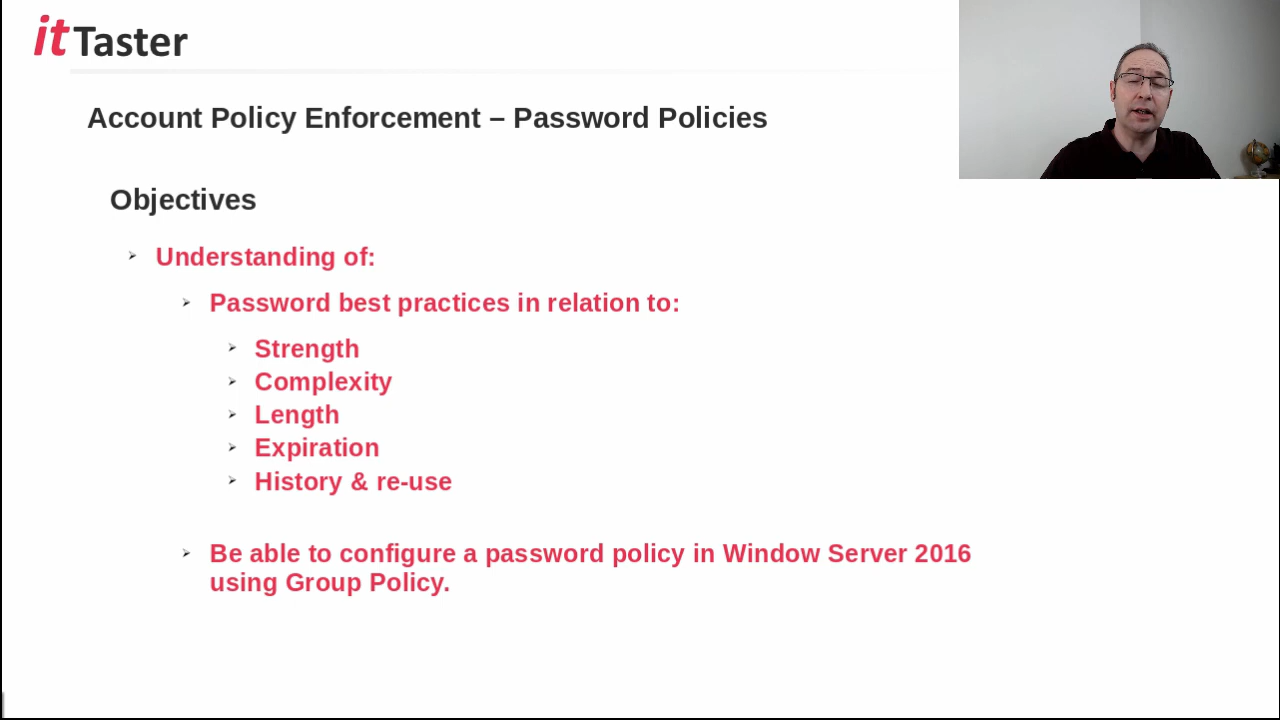 itTaster
Account Policy Enforcement – Password Policies
Objectives
Understanding of:
Password best practices in relation to:
Strength
Complexity
Length
Expiration
History & re-use
Be able to configure a password policy in Window Server 2016
using Group Policy.